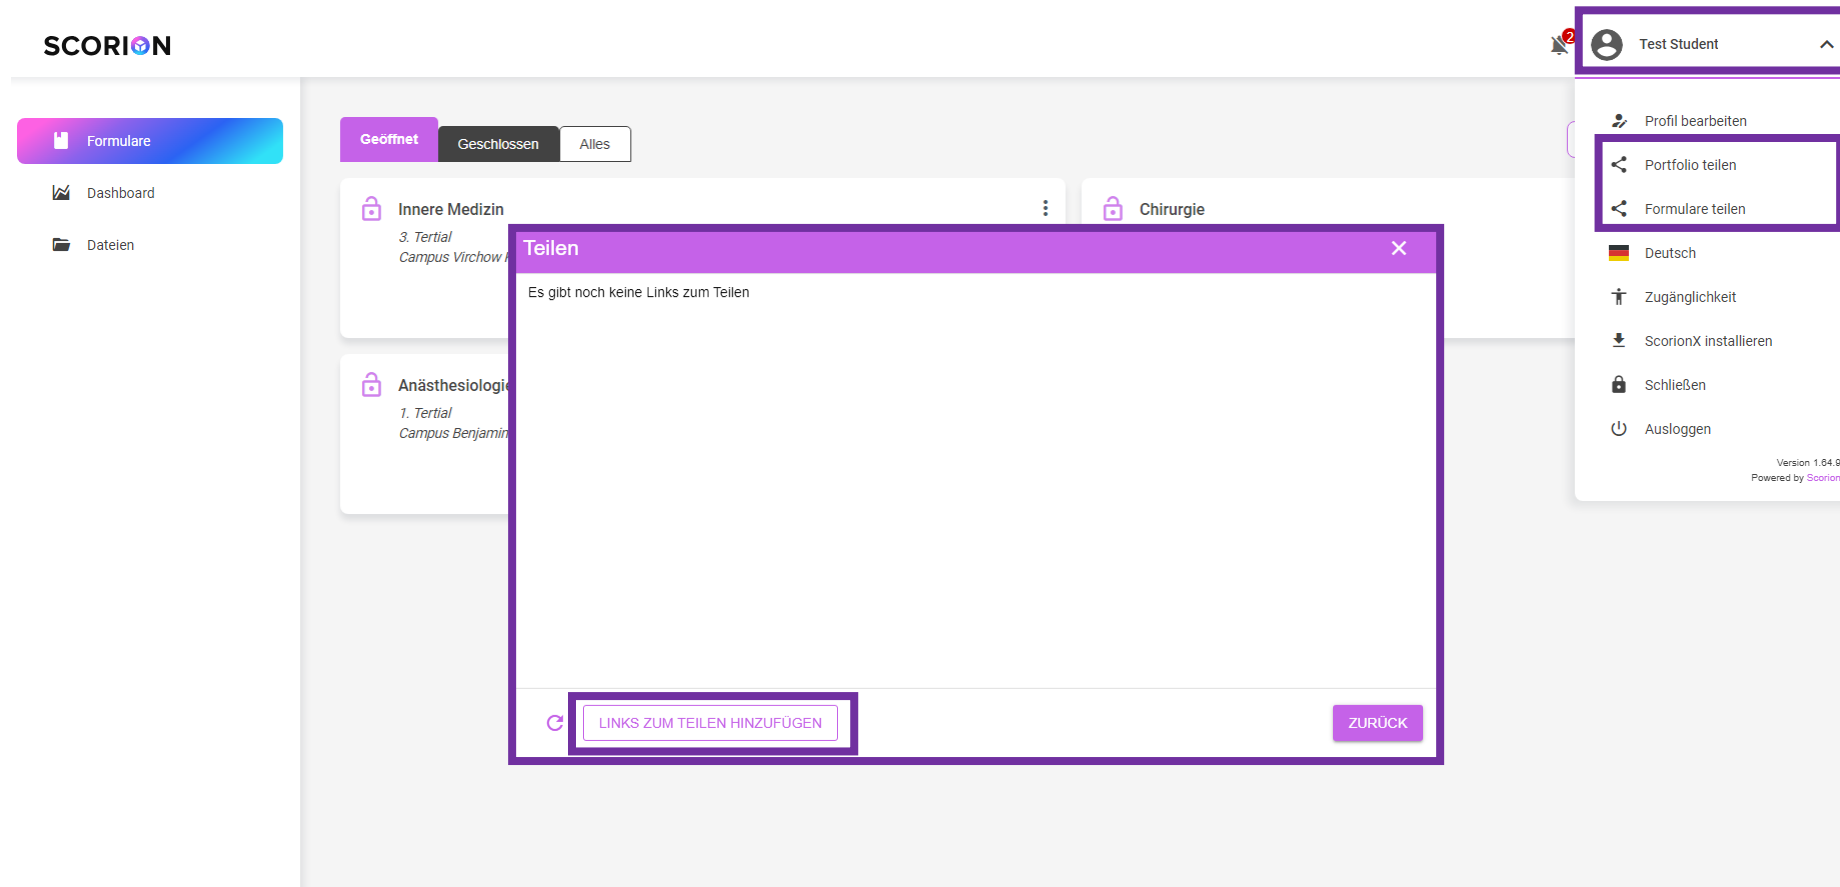 SCORION
2
Test Student
Formulare
Dashboard
Dateien
Geöffnet
Geschlossen
Alles
Innere Medizin
3. Tertial
Campus Virchow
Chirurgie
Anästhesiologie
1. Tertial
Campus Benjamin
Teilen
Es gibt noch keine Links zum Teilen
LINKS ZUM TEILEN HINZUFÜGEN
ZURÜCK
Profil bearbeiten
Portfolio teilen
Formulare teilen
Deutsch
Zugänglichkeit
ScorionX installieren
Schließen
Ausloggen
Version 1.64.9
Powered by Scorion